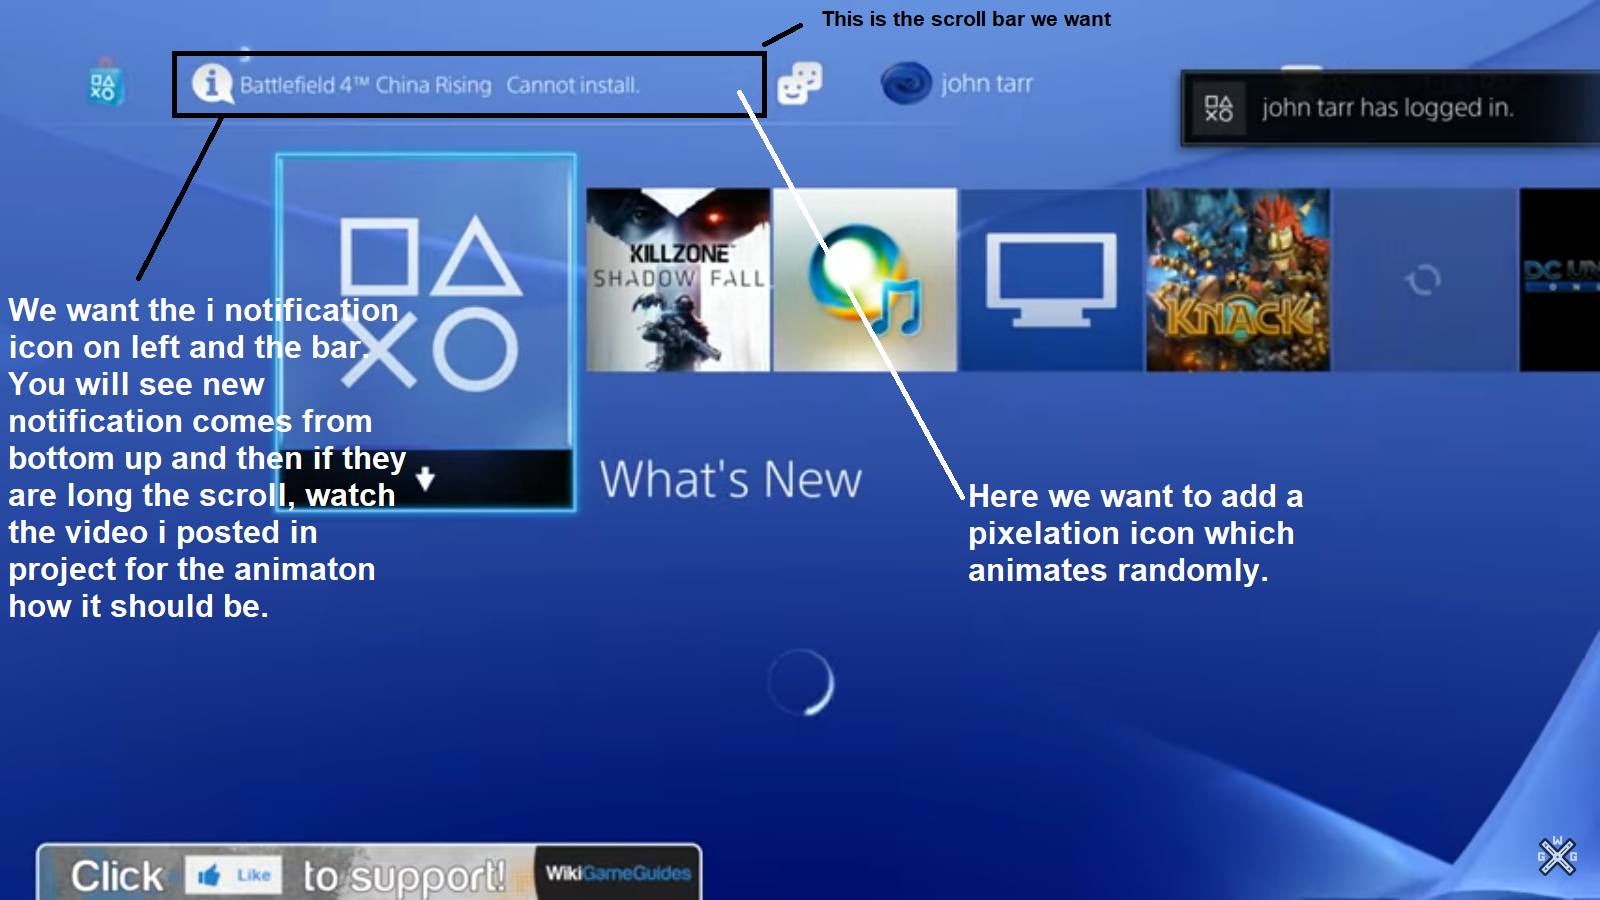 This is the scroll bar we want
Battlefield 4™ China Rising Cannot install.
john tarr
john tarr has logged in.
KILLZONE
SHADOW FALL
KNACK
DC UN
ON
We want the i notification
icon on left and the bar.
You will see new
notification comes from
bottom up and then if they
are long the scroll, watch
the video i posted in
project for the animaton
how it should be.
What's New
Here we want to add a
pixelation icon which
animates randomly.
Click Like to support!
WikiGameGuides
W
G G